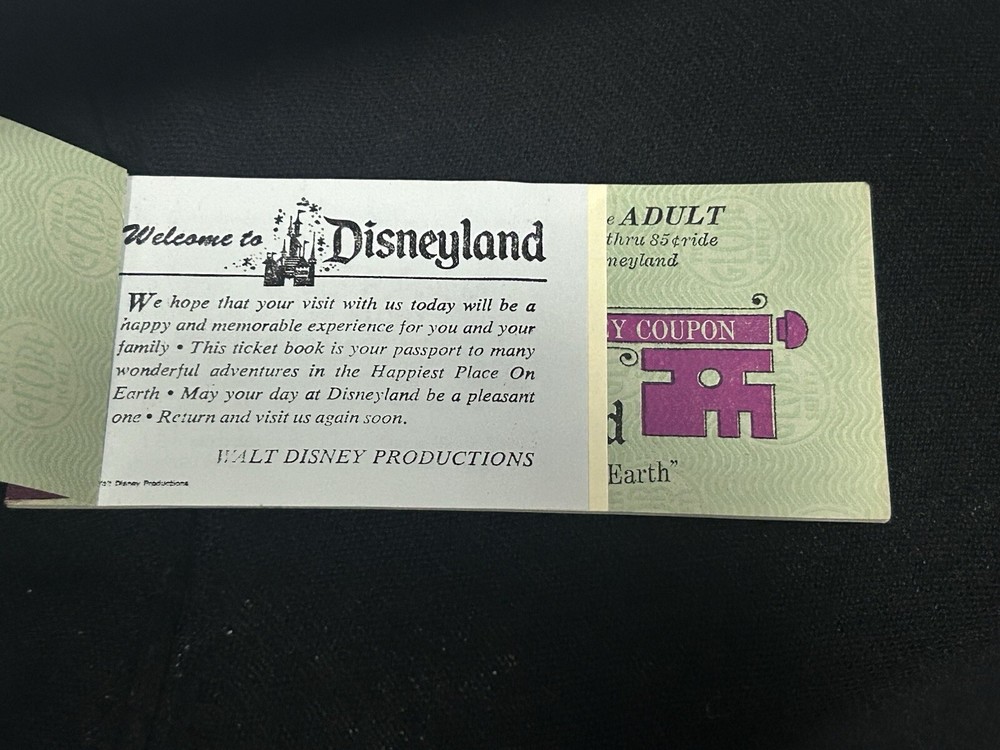 Welcome to Disneyland
We hope that your visit with us today will be a
happy and memorable experience for you and your
family • This ticket book is your passport to many
wonderful adventures in the Happiest Place On
Earth • May your day at Disneyland be a pleasant
one • Return and visit us again soon.
WALT DISNEY PRODUCTIONS
Walt Disney Productions
e ADULT
thru 85¢ ride
neyland
Y COUPON
d
Earth”